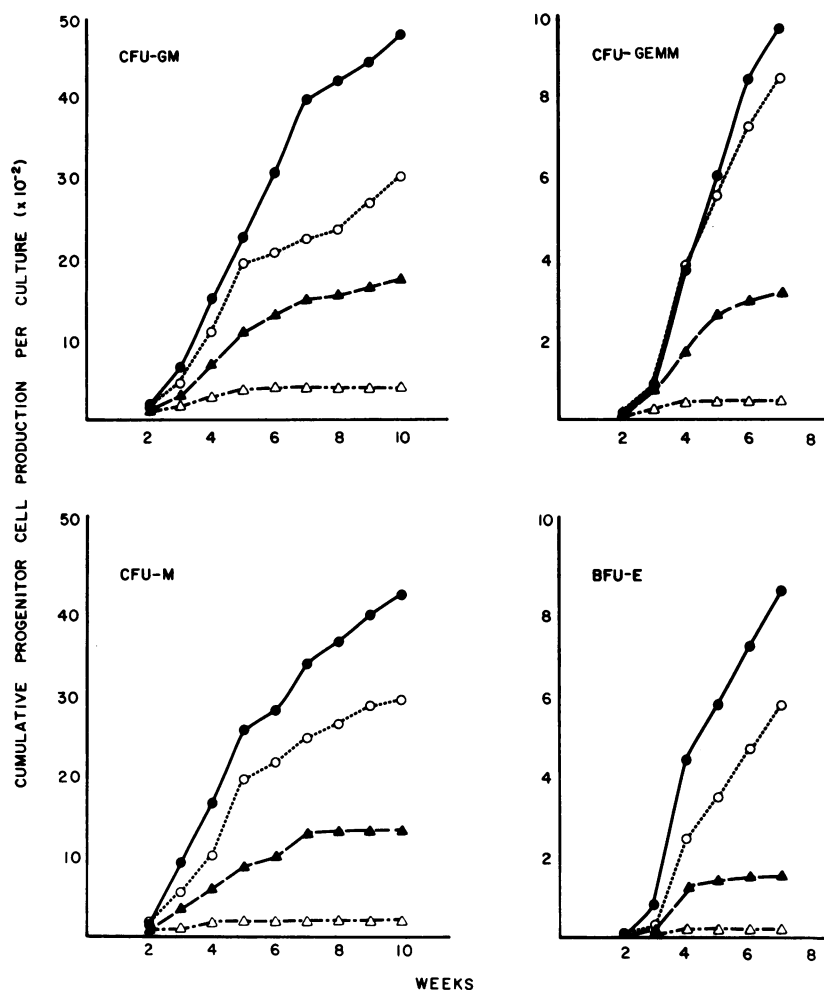 CUMULATIVE PROGENITOR CELL PRODUCTION PER CULTURE (x 10⁻²)
CFU-GM
50
40
30
20
10
2 4 6 8 10
CFU-GEMM
10
8
6
4
2
2 4 6 8
CFU-M
50
40
30
20
10
2 4 6 8 10
BFU-E
10
8
6
4
2
2 4 6 8
WEEKS